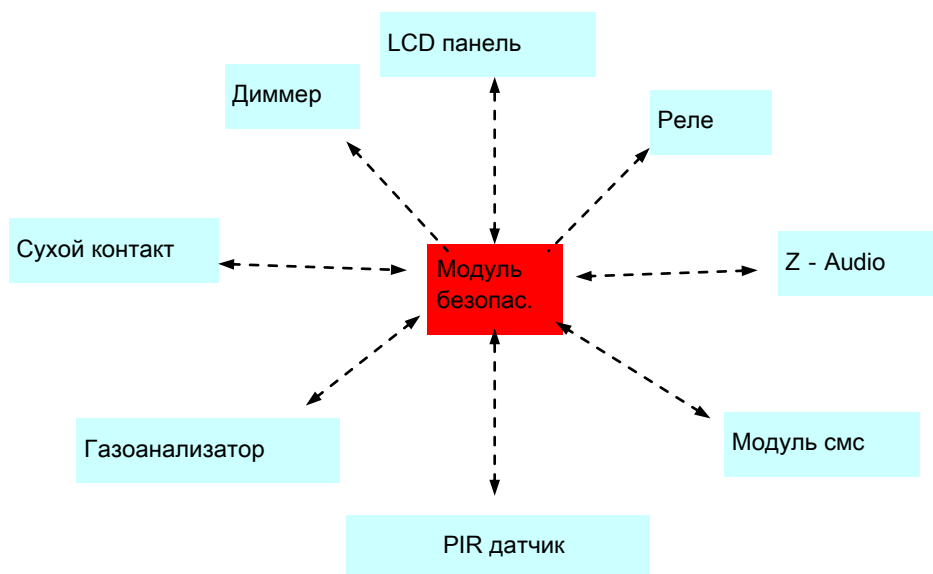 LCD панель
Диммер
Реле
Сухой контакт
Z - Audio
Модуль
безопас.
Газоанализатор
Модуль смс
PIR датчик